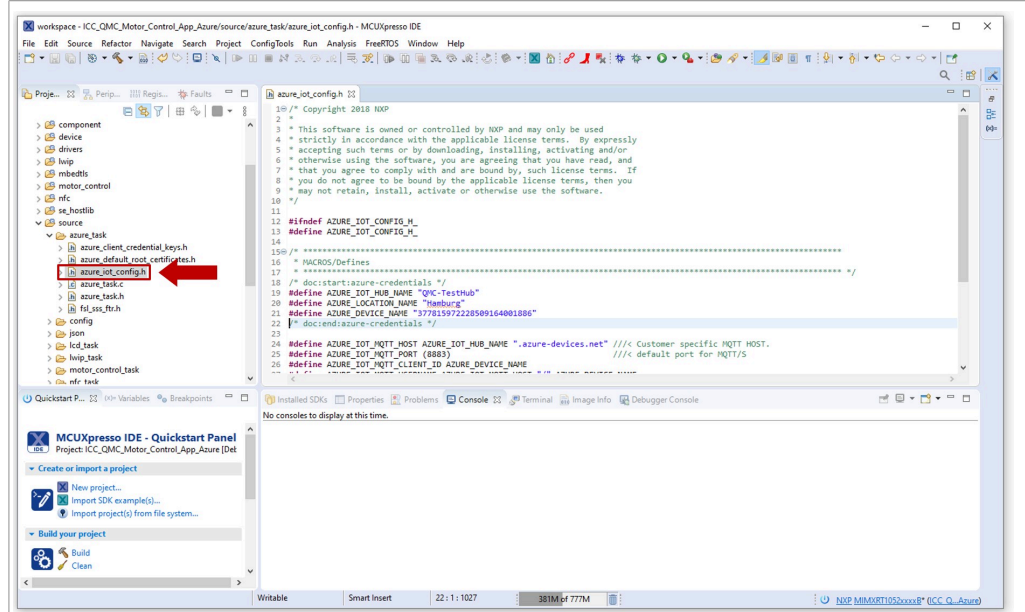 workspace - ICC_QMC_Motor_Control_App_Azure/source/azure_task/azure_iot_config.h - MCUXpresso IDE
File Edit Source Refactor Navigate Search Project ConfigTools Run Analysis FreeRTOS Window Help
Proje... Perip... Regis... Faults
component
device
drivers
lwip
mbedtls
motor_control
nfc
se_hostlib
source
azure_task
azure_client_credential_keys.h
azure_default_root_certificates.h
azure_iot_config.h
azure_task.c
azure_task.h
fsl_sss_ftr.h
config
json
lcd_task
lwip_task
motor_control_task
nfc_task
azure_iot_config.h
1 /* Copyright 2018 NXP
2 *
3 * This software is owned or controlled by NXP and may only be used
4 * strictly in accordance with the applicable license terms. By expressly
5 * accepting such terms or by downloading, installing, activating and/or
6 * otherwise using the software, you are agreeing that you have read, and
7 * that you agree to comply with and are bound by, such license terms. If
8 * you do not agree to be bound by the applicable license terms, then you
9 * may not retain, install, activate or otherwise use the software.
10 */
11
12 #ifndef AZURE_IOT_CONFIG_H_
13 #define AZURE_IOT_CONFIG_H_
14
15 /* *******************************************************************************
16 * MACROS/Defines
17 * ******************************************************************************* */
18 /* doc:start:azure-credentials */
19 #define AZURE_IOT_HUB_NAME "QMC-TestHub"
20 #define AZURE_LOCATION_NAME "Hamburg"
21 #define AZURE_DEVICE_NAME "377815972228509164001886"
22 /* doc:end:azure-credentials */
23
24 #define AZURE_IOT_MQTT_HOST AZURE_IOT_HUB_NAME ".azure-devices.net" ///< Customer specific MQTT HOST.
25 #define AZURE_IOT_MQTT_PORT (8883) ///< default port for MQTT/S
26 #define AZURE_IOT_MQTT_CLIENT_ID AZURE_DEVICE_NAME
Quickstart P... (x)= Variables Breakpoints
MCUXpresso IDE - Quickstart Panel
IDE
Project: ICC_QMC_Motor_Control_App_Azure [Det
Create or import a project
New project...
Import SDK example(s)...
Import project(s) from file system...
Build your project
Build
Clean
Installed SDKs Properties Problems Console Terminal Image Info Debugger Console
No consoles to display at this time.
Writable Smart Insert 22 : 1 : 1027 381M of 777M NXP MIMXRT1052xxxxB* (ICC_Q...Azure)